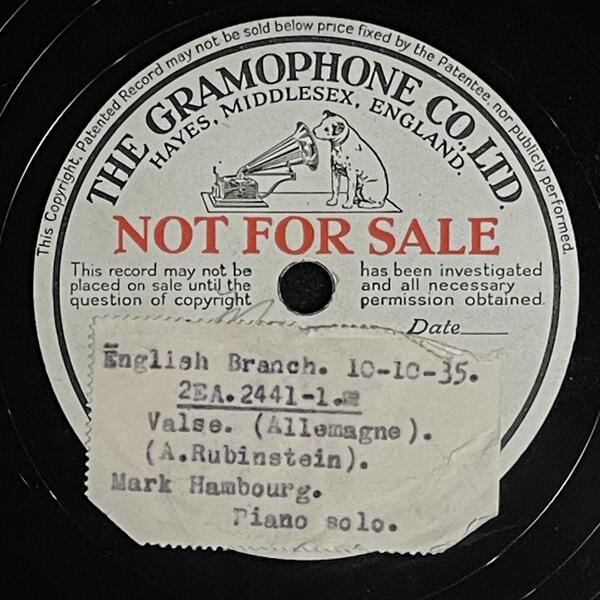 This Copyright, Patented Record may not be sold below price fixed by the Patentee, nor publicly performed.
THE GRAMOPHONE CO., LTD.
HAYES, MIDDLESEX, ENGLAND.
NOT FOR SALE
This record may not be
placed on sale until the
question of copyright
has been investigated
and all necessary
permission obtained.
Date
English Branch. 10-10-35.
2EA.2441-1.
Valse. (Allemagne).
(A.Rubinstein).
Mark Hambourg.
Piano solo.